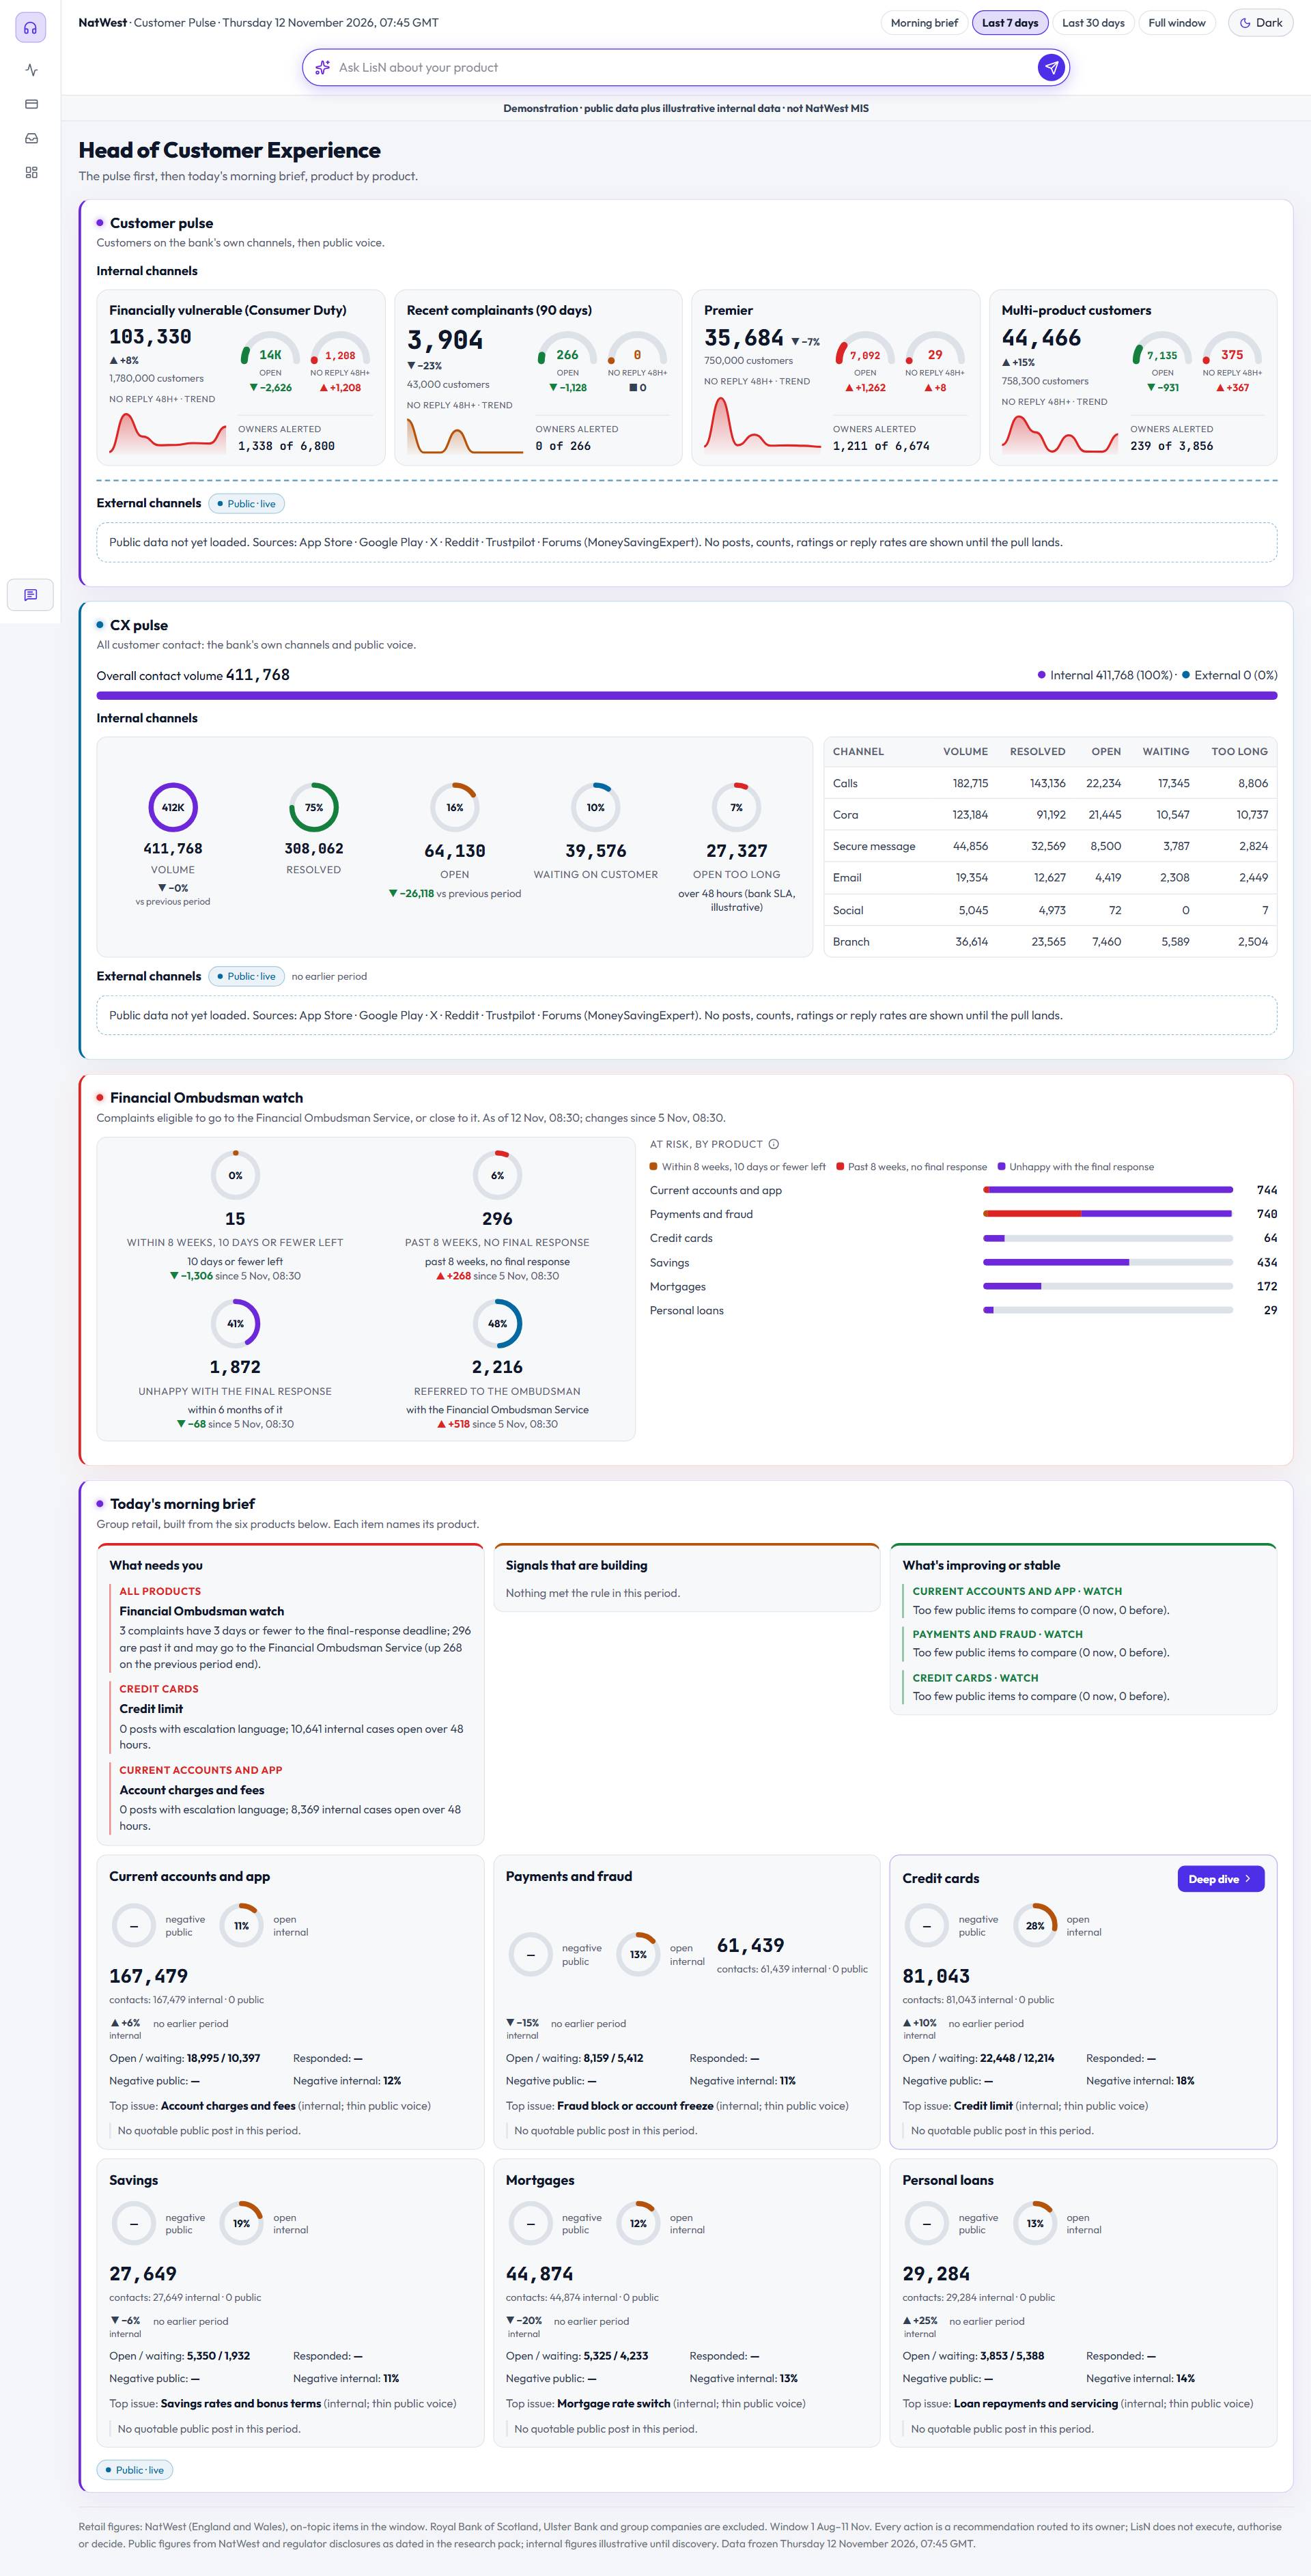 NatWest · Customer Pulse · Thursday 12 November 2026, 07:45 GMT
Morning brief
Last 7 days
Last 30 days
Full window
Dark
Ask LisN about your product
Demonstration · public data plus illustrative internal data · not NatWest MIS
Head of Customer Experience
The pulse first, then today's morning brief, product by product.
Customer pulse
Customers on the bank's own channels, then public voice.
Internal channels
Financially vulnerable (Consumer Duty)
103,330
▲ +8%
1,780,000 customers
NO REPLY 48H+ · TREND
14K
OPEN
▼ −2,626
1,208
NO REPLY 48H+
▲ +1,208
OWNERS ALERTED
1,338 of 6,800
Recent complainants (90 days)
3,904
▼ −23%
43,000 customers
NO REPLY 48H+ · TREND
266
OPEN
▼ −1,128
0
NO REPLY 48H+
■ 0
OWNERS ALERTED
0 of 266
Premier
35,684 ▼ −7%
750,000 customers
NO REPLY 48H+ · TREND
7,092
OPEN
▲ +1,262
29
NO REPLY 48H+
▲ +8
OWNERS ALERTED
1,211 of 6,674
Multi-product customers
44,466
▲ +15%
758,300 customers
NO REPLY 48H+ · TREND
7,135
OPEN
▼ −931
375
NO REPLY 48H+
▲ +367
OWNERS ALERTED
239 of 3,856
External channels
Public · live
Public data not yet loaded. Sources: App Store · Google Play · X · Reddit · Trustpilot · Forums (MoneySavingExpert). No posts, counts, ratings or reply rates are shown until the pull lands.
CX pulse
All customer contact: the bank's own channels and public voice.
Overall contact volume 411,768
Internal 411,768 (100%) · External 0 (0%)
Internal channels
412K
411,768
VOLUME
▼ −0%
vs previous period
75%
308,062
RESOLVED
16%
64,130
OPEN
▼ −26,118 vs previous period
10%
39,576
WAITING ON CUSTOMER
7%
27,327
OPEN TOO LONG
over 48 hours (bank SLA,
illustrative)
CHANNEL VOLUME RESOLVED OPEN WAITING TOO LONG
Calls 182,715 143,136 22,234 17,345 8,806
Cora 123,184 91,192 21,445 10,547 10,737
Secure message 44,856 32,569 8,500 3,787 2,824
Email 19,354 12,627 4,419 2,308 2,449
Social 5,045 4,973 72 0 7
Branch 36,614 23,565 7,460 5,589 2,504
External channels
Public · live
no earlier period
Public data not yet loaded. Sources: App Store · Google Play · X · Reddit · Trustpilot · Forums (MoneySavingExpert). No posts, counts, ratings or reply rates are shown until the pull lands.
Financial Ombudsman watch
Complaints eligible to go to the Financial Ombudsman Service, or close to it. As of 12 Nov, 08:30; changes since 5 Nov, 08:30.
0%
15
WITHIN 8 WEEKS, 10 DAYS OR FEWER LEFT
10 days or fewer left
▼ −1,306 since 5 Nov, 08:30
6%
296
PAST 8 WEEKS, NO FINAL RESPONSE
past 8 weeks, no final response
▲ +268 since 5 Nov, 08:30
41%
1,872
UNHAPPY WITH THE FINAL RESPONSE
within 6 months of it
▼ −68 since 5 Nov, 08:30
48%
2,216
REFERRED TO THE OMBUDSMAN
with the Financial Ombudsman Service
▲ +518 since 5 Nov, 08:30
AT RISK, BY PRODUCT
Within 8 weeks, 10 days or fewer left
Past 8 weeks, no final response
Unhappy with the final response
Current accounts and app 744
Payments and fraud 740
Credit cards 64
Savings 434
Mortgages 172
Personal loans 29
Today's morning brief
Group retail, built from the six products below. Each item names its product.
What needs you
ALL PRODUCTS
Financial Ombudsman watch
3 complaints have 3 days or fewer to the final-response deadline; 296
are past it and may go to the Financial Ombudsman Service (up 268
on the previous period end).
CREDIT CARDS
Credit limit
0 posts with escalation language; 10,641 internal cases open over 48
hours.
CURRENT ACCOUNTS AND APP
Account charges and fees
0 posts with escalation language; 8,369 internal cases open over 48
hours.
Signals that are building
Nothing met the rule in this period.
What's improving or stable
CURRENT ACCOUNTS AND APP · WATCH
Too few public items to compare (0 now, 0 before).
PAYMENTS AND FRAUD · WATCH
Too few public items to compare (0 now, 0 before).
CREDIT CARDS · WATCH
Too few public items to compare (0 now, 0 before).
Current accounts and app
—
negative
public
11%
open
internal
167,479
contacts: 167,479 internal · 0 public
▲ +6%
internal
no earlier period
Open / waiting: 18,995 / 10,397
Responded: —
Negative public: —
Negative internal: 12%
Top issue: Account charges and fees (internal; thin public voice)
No quotable public post in this period.
Payments and fraud
—
negative
public
13%
open
internal
61,439
contacts: 61,439 internal · 0 public
▼ −15%
internal
no earlier period
Open / waiting: 8,159 / 5,412
Responded: —
Negative public: —
Negative internal: 11%
Top issue: Fraud block or account freeze (internal; thin public voice)
No quotable public post in this period.
Credit cards
Deep dive
—
negative
public
28%
open
internal
81,043
contacts: 81,043 internal · 0 public
▲ +10%
internal
no earlier period
Open / waiting: 22,448 / 12,214
Responded: —
Negative public: —
Negative internal: 18%
Top issue: Credit limit (internal; thin public voice)
No quotable public post in this period.
Savings
—
negative
public
19%
open
internal
27,649
contacts: 27,649 internal · 0 public
▼ −6%
internal
no earlier period
Open / waiting: 5,350 / 1,932
Responded: —
Negative public: —
Negative internal: 11%
Top issue: Savings rates and bonus terms (internal; thin public voice)
No quotable public post in this period.
Mortgages
—
negative
public
12%
open
internal
44,874
contacts: 44,874 internal · 0 public
▼ −20%
internal
no earlier period
Open / waiting: 5,325 / 4,233
Responded: —
Negative public: —
Negative internal: 13%
Top issue: Mortgage rate switch (internal; thin public voice)
No quotable public post in this period.
Personal loans
—
negative
public
13%
open
internal
29,284
contacts: 29,284 internal · 0 public
▲ +25%
internal
no earlier period
Open / waiting: 3,853 / 5,388
Responded: —
Negative public: —
Negative internal: 14%
Top issue: Loan repayments and servicing (internal; thin public voice)
No quotable public post in this period.
Public · live
Retail figures: NatWest (England and Wales), on-topic items in the window. Royal Bank of Scotland, Ulster Bank and group companies are excluded. Window 1 Aug–11 Nov. Every action is a recommendation routed to its owner; LisN does not execute, authorise
or decide. Public figures from NatWest and regulator disclosures as dated in the research pack; internal figures illustrative until discovery. Data frozen Thursday 12 November 2026, 07:45 GMT.